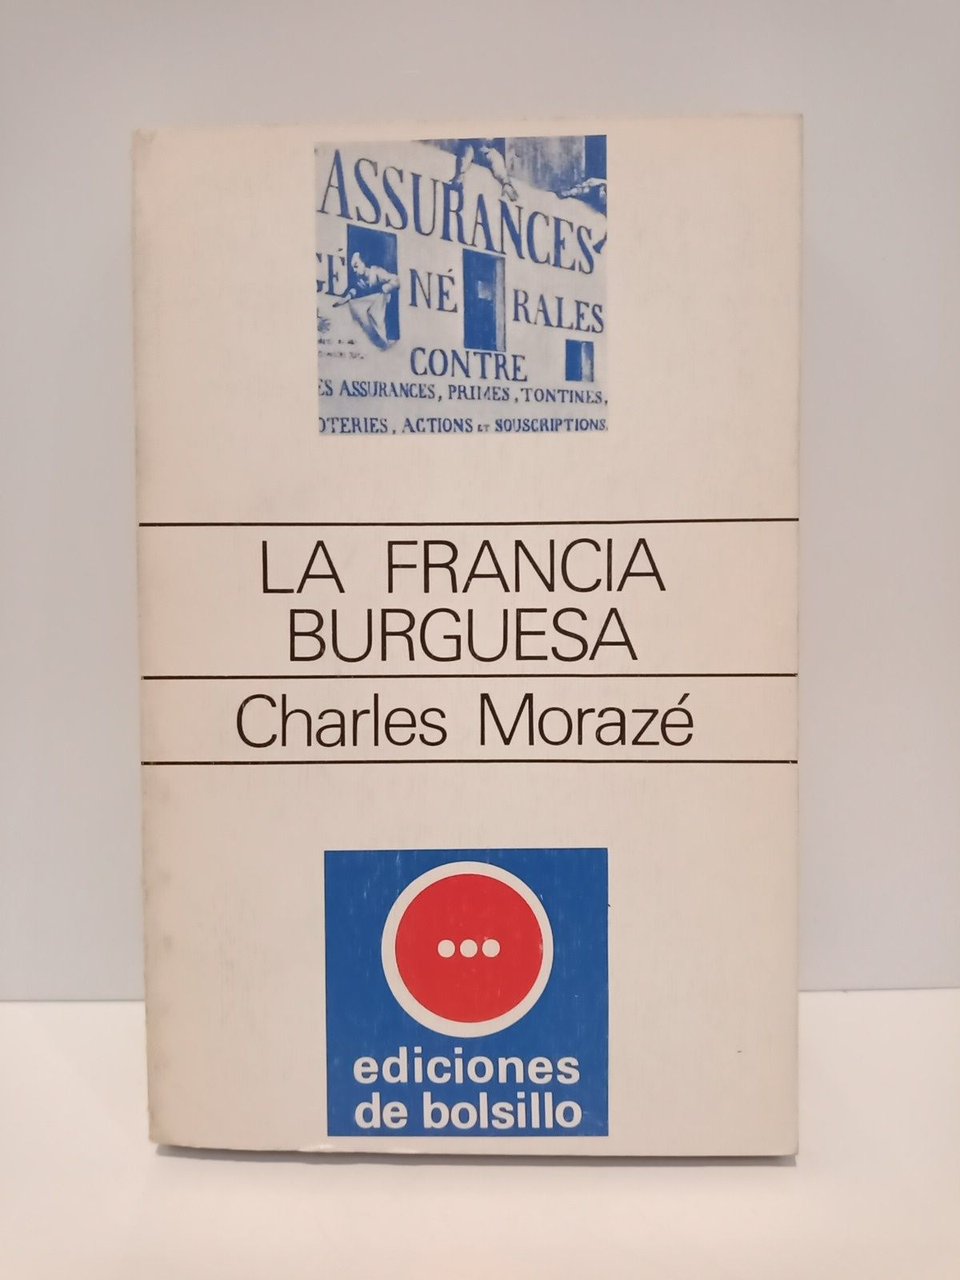 ASSURANCES
GÉ NÉ RALES
CONTRE
ES ASSURANCES, PRIMES, TONTINES,
OTERIES, ACTIONS ET SOUSCRIPTIONS.
LA FRANCIA
BURGUESA
Charles Morazé
ediciones
de bolsillo